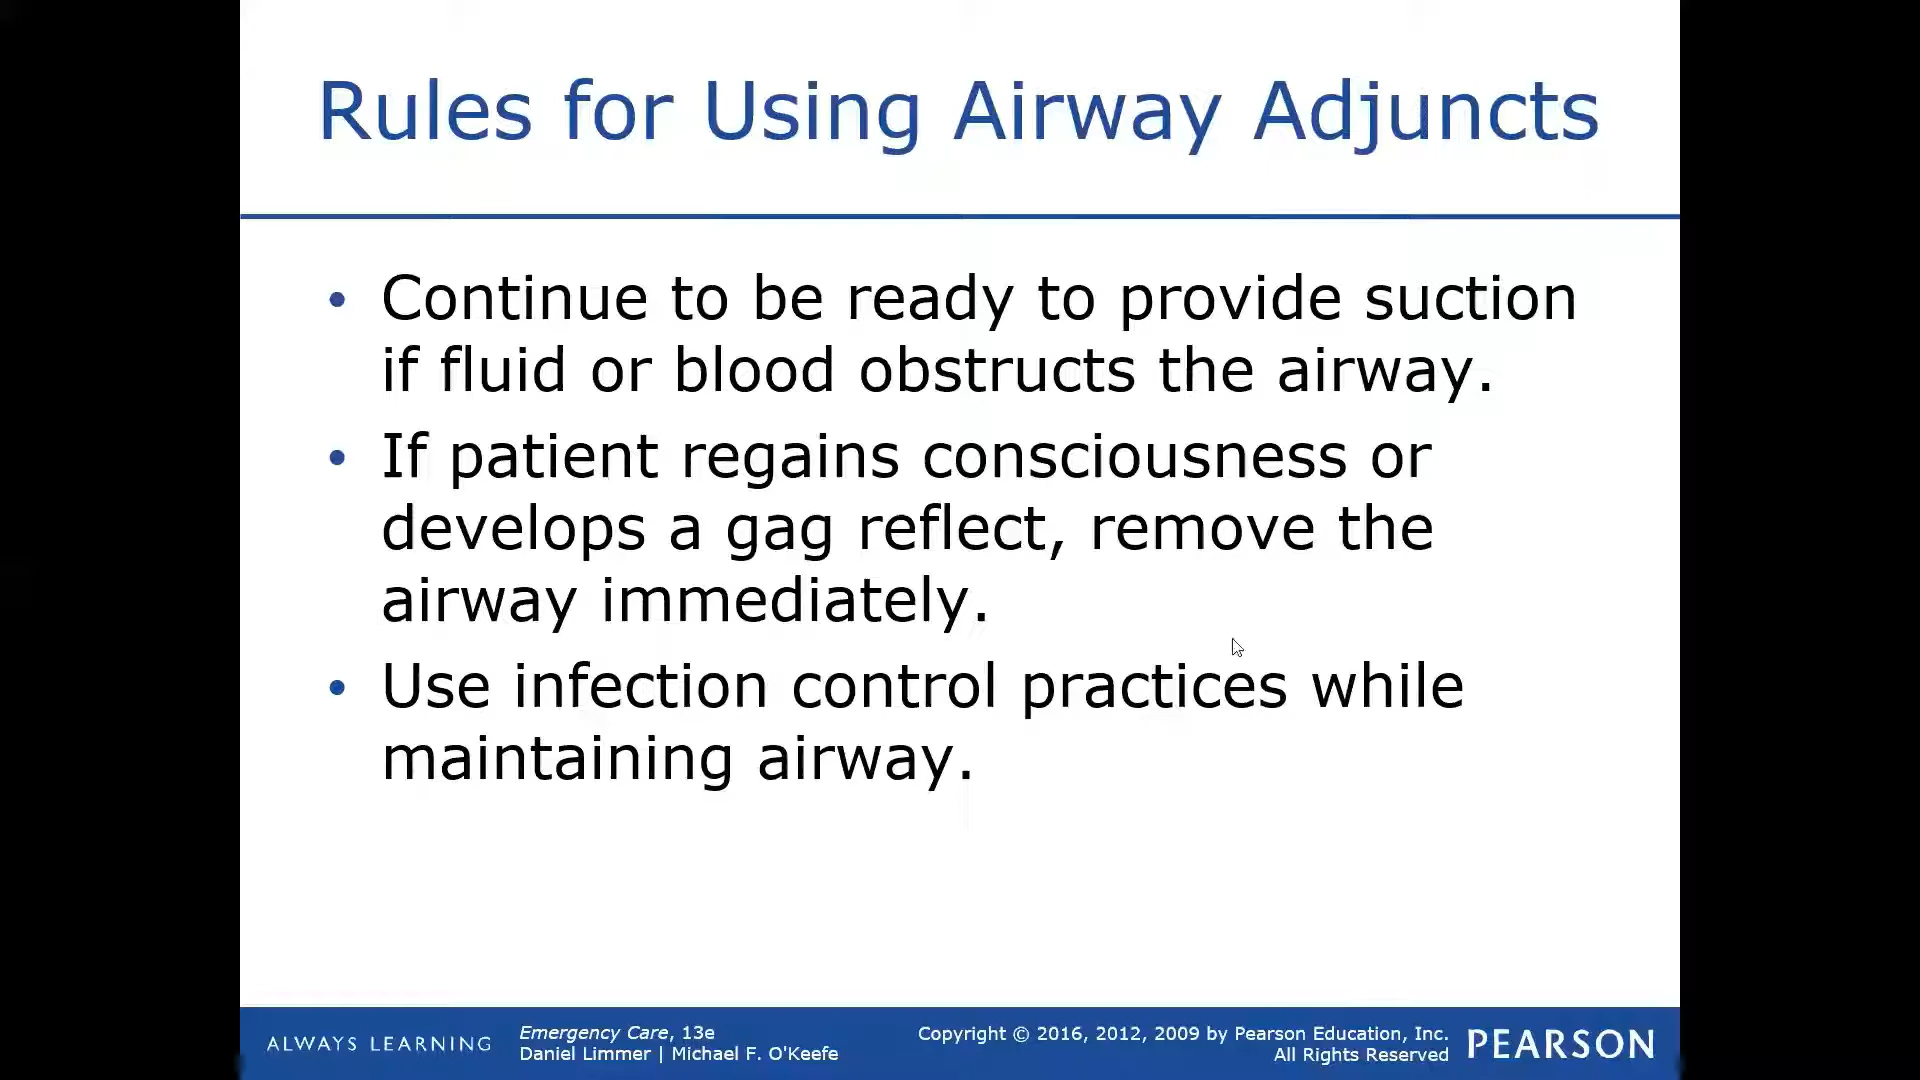 Rules for Using Airway Adjuncts
• Continue to be ready to provide suction
if fluid or blood obstructs the airway.
• If patient regains consciousness or
develops a gag reflect, remove the
airway immediately.
• Use infection control practices while
maintaining airway.
ALWAYS LEARNING
Emergency Care, 13e
Daniel Limmer | Michael F. O'Keefe
Copyright © 2016, 2012, 2009 by Pearson Education, Inc.
All Rights Reserved
PEARSON